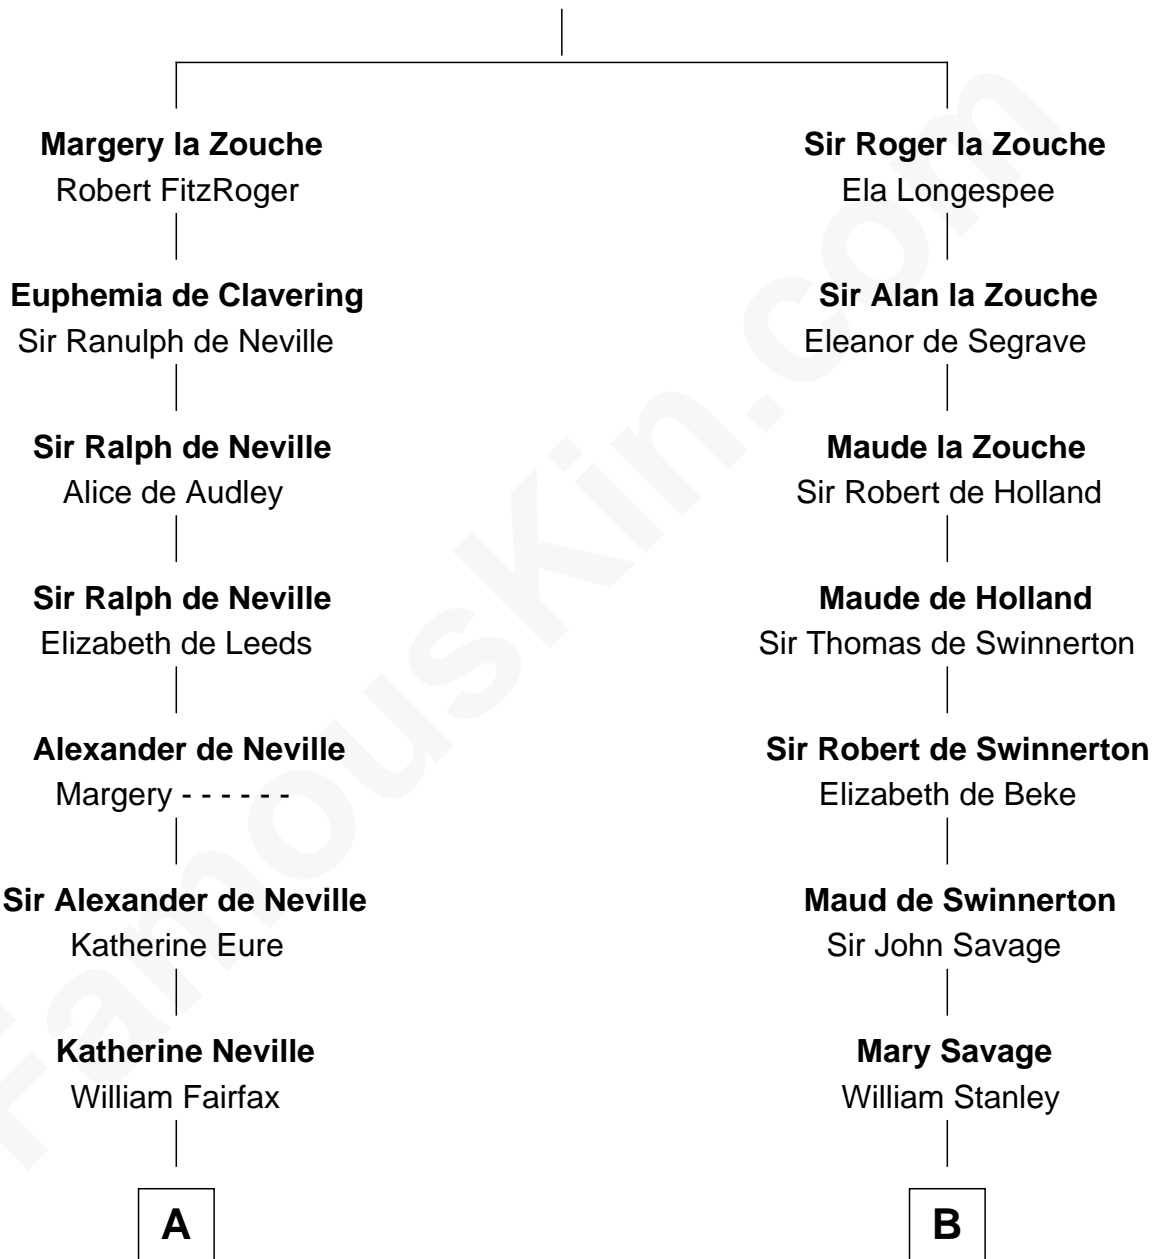 Margery la Zouche
Robert FitzRoger
Euphemia de Clavering
Sir Ranulph de Neville
Sir Ralph de Neville
Alice de Audley
Sir Ralph de Neville
Elizabeth de Leeds
Alexander de Neville
Margery - - - - - -
Sir Alexander de Neville
Katherine Eure
Katherine Neville
William Fairfax
A
Sir Roger la Zouche
Ela Longespee
Sir Alan la Zouche
Eleanor de Segrave
Maude la Zouche
Sir Robert de Holland
Maude de Holland
Sir Thomas de Swinnerton
Sir Robert de Swinnerton
Elizabeth de Beke
Maud de Swinnerton
Sir John Savage
Mary Savage
William Stanley
B
FamousKin.com